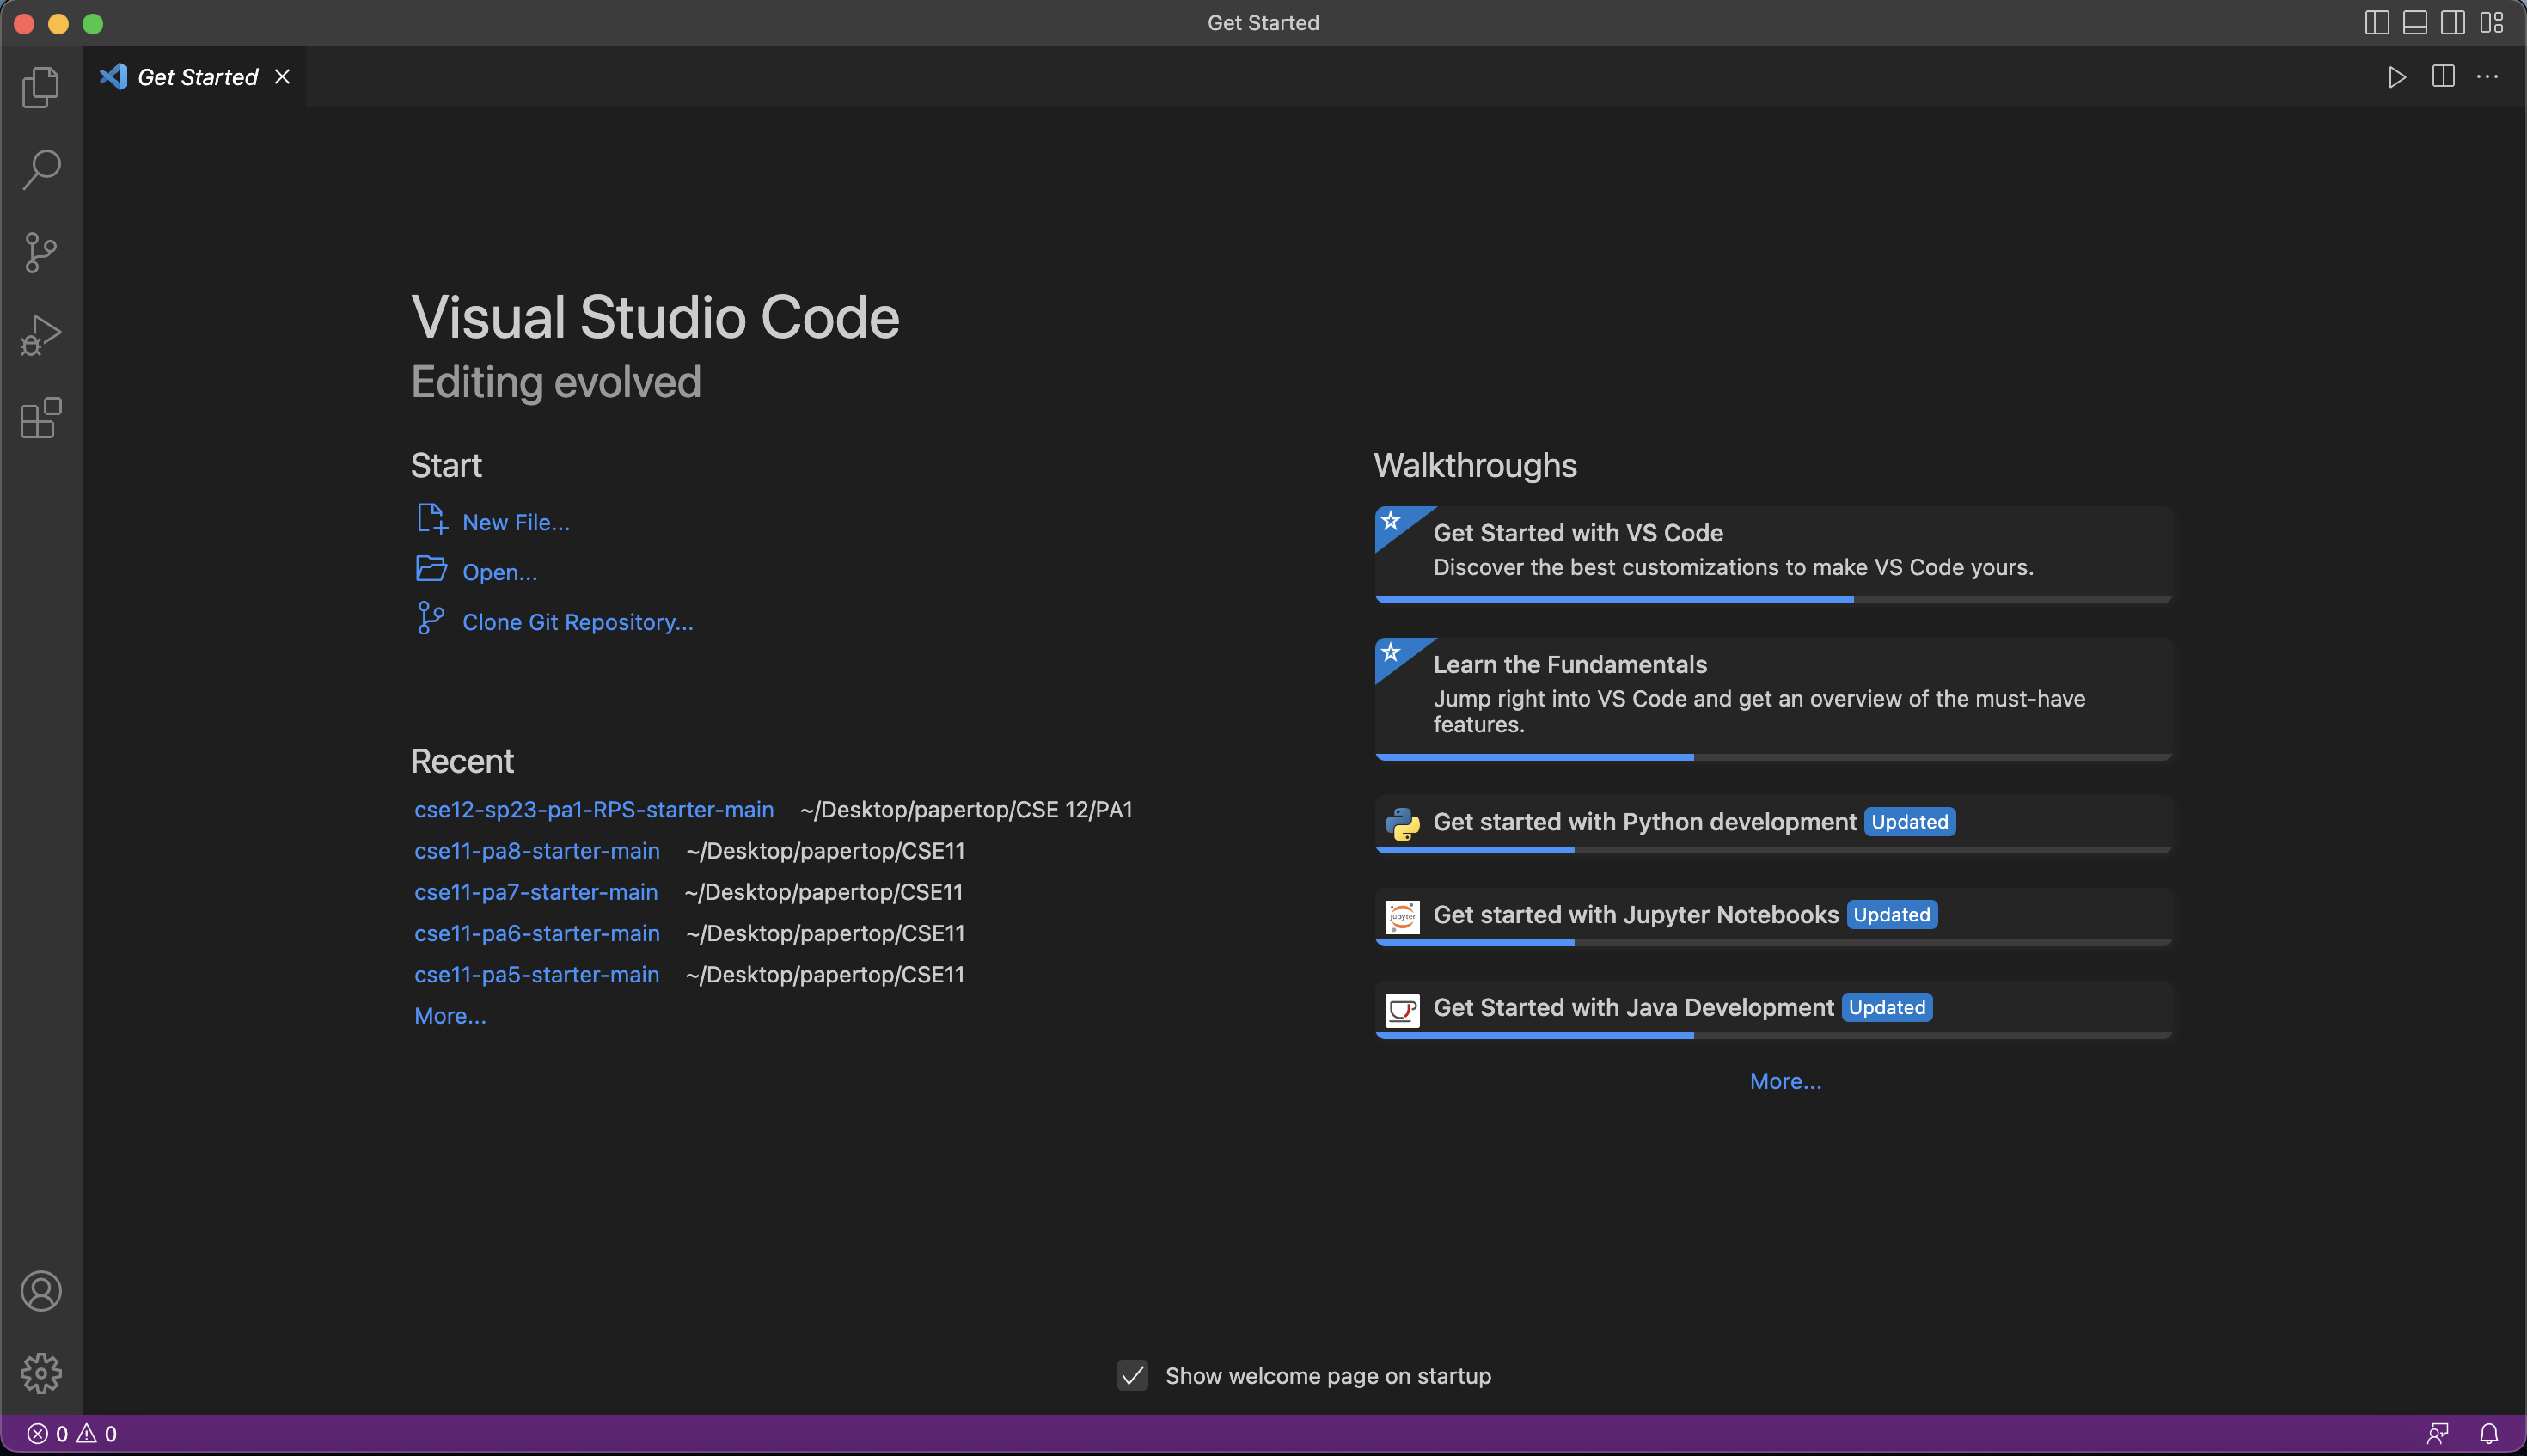 Get Started
Get Started
Visual Studio Code
Editing evolved
Start
New File...
Open...
Clone Git Repository...
Recent
cse12-sp23-pa1-RPS-starter-main ~/Desktop/papertop/CSE 12/PA1
cse11-pa8-starter-main ~/Desktop/papertop/CSE11
cse11-pa7-starter-main ~/Desktop/papertop/CSE11
cse11-pa6-starter-main ~/Desktop/papertop/CSE11
cse11-pa5-starter-main ~/Desktop/papertop/CSE11
More...
Walkthroughs
Get Started with VS Code
Discover the best customizations to make VS Code yours.
Learn the Fundamentals
Jump right into VS Code and get an overview of the must-have
features.
Get started with Python development Updated
jupyter Get started with Jupyter Notebooks Updated
Get Started with Java Development Updated
More...
Show welcome page on startup
0 0